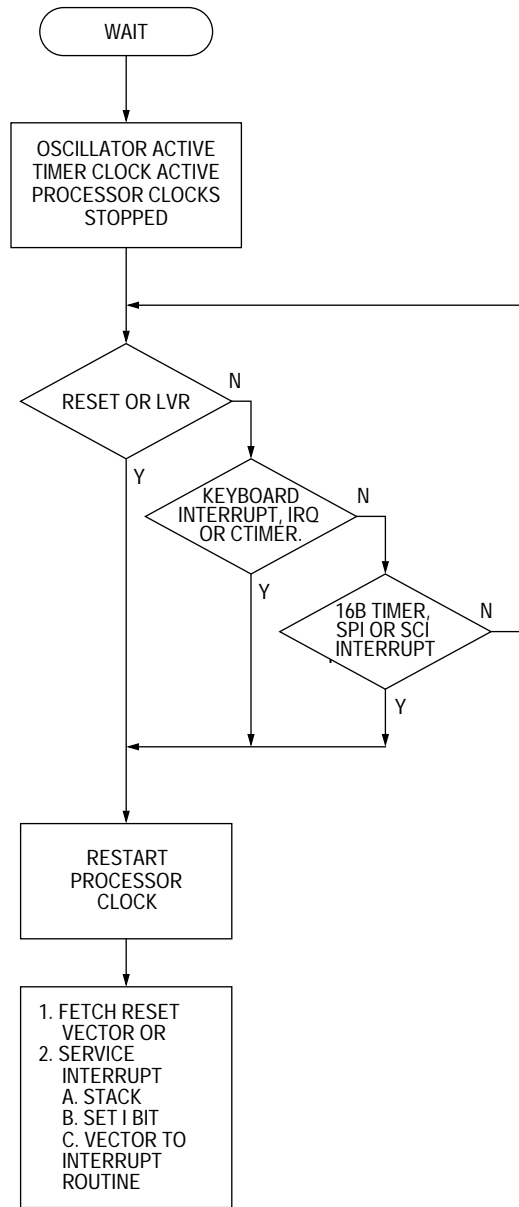 WAIT
OSCILLATOR ACTIVE
TIMER CLOCK ACTIVE
PROCESSOR CLOCKS
STOPPED
RESET OR LVR
N
Y
KEYBOARD
INTERRUPT, IRQ
OR CTIMER.
N
Y
16B TIMER,
SPI OR SCI
INTERRUPT
N
Y
RESTART
PROCESSOR
CLOCK
1. FETCH RESET
VECTOR OR
2. SERVICE
INTERRUPT
A. STACK
B. SET I BIT
C. VECTOR TO
INTERRUPT
ROUTINE